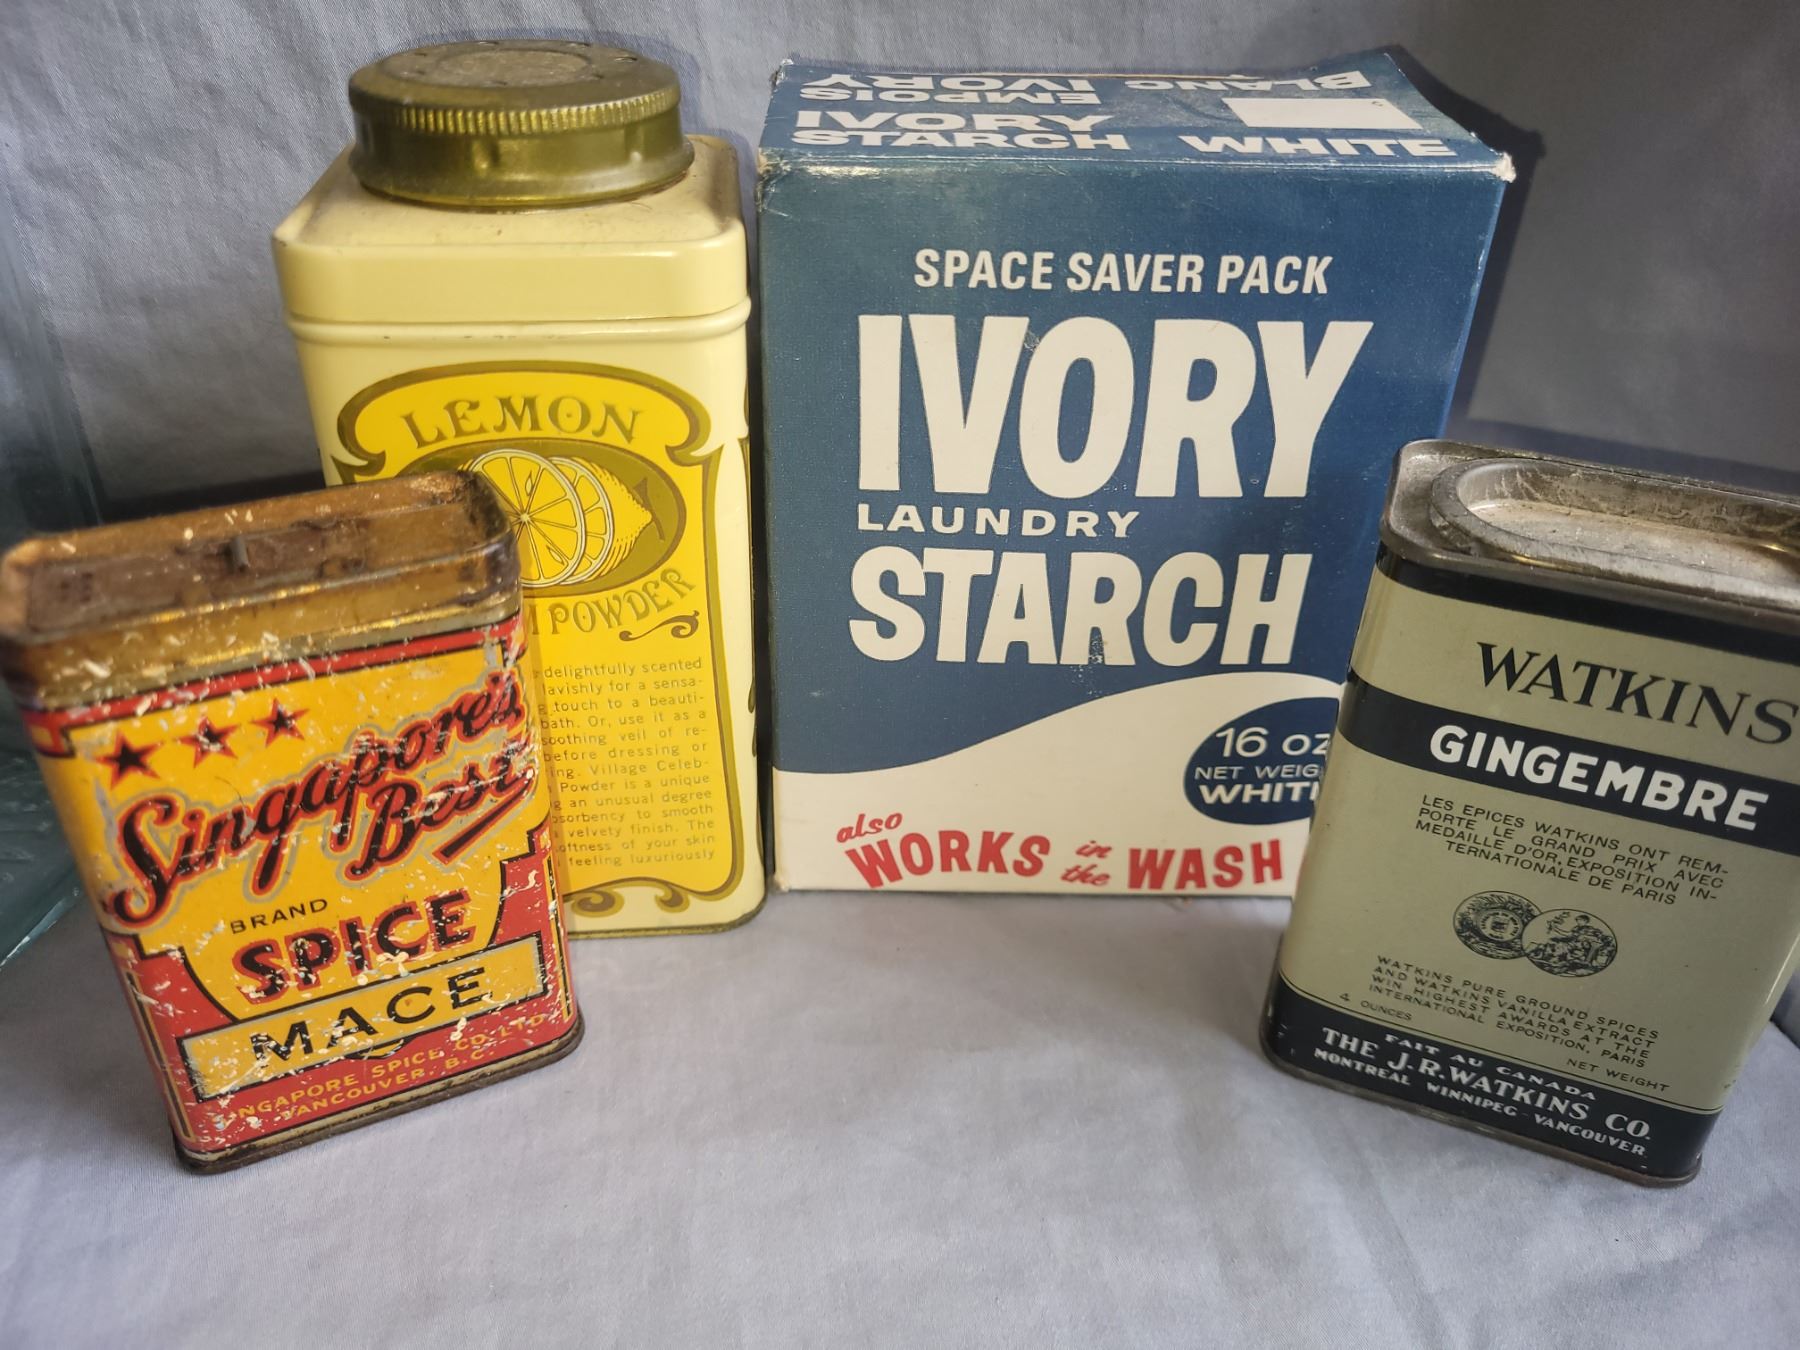 Singapore's
Best
BRAND
SPICE
MACE
SINGAPORE SPICE CO. LTD.
VANCOUVER, B.C.
LEMON
POWDER
delightfully scented
lavishly for a sensa-
touch to a beauti-
bath. Or, use it as a
soothing veil of re-
before dressing or
Village Celeb-
Powder is a unique
an unusual degree
to smooth
velvety finish. The
softness of your skin
feeling luxuriously
BLANC IVORY
EMPOIS
IVORY
STARCH WHITE
SPACE SAVER PACK
IVORY
LAUNDRY
STARCH
16 OZ
NET WEIG
WHIT
also
WORKS in the WASH
WATKINS
GINGEMBRE
LES EPICES WATKINS ONT REM-
PORTE LE GRAND PRIX AVEC
MEDAILLE D'OR, EXPOSITION IN-
TERNATIONALE DE PARIS
WATKINS PURE GROUND SPICES
AND WATKINS VANILLA EXTRACT
WIN HIGHEST AWARDS AT THE
INTERNATIONAL EXPOSITION, PARIS
4 OUNCES NET WEIGHT
FAIT AU CANADA
THE J.R. WATKINS CO.
MONTREAL WINNIPEG VANCOUVER